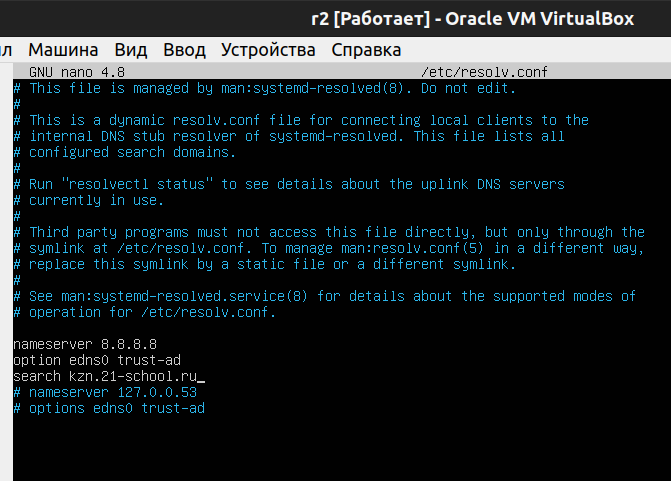 r2 [Работает] - Oracle VM VirtualBox
л Машина Вид Ввод Устройства Справка
GNU nano 4.8 /etc/resolv.conf
# This file is managed by man:systemd-resolved(8). Do not edit.
#
# This is a dynamic resolv.conf file for connecting local clients to the
# internal DNS stub resolver of systemd-resolved. This file lists all
# configured search domains.
#
# Run "resolvectl status" to see details about the uplink DNS servers
# currently in use.
#
# Third party programs must not access this file directly, but only through the
# symlink at /etc/resolv.conf. To manage man:resolv.conf(5) in a different way,
# replace this symlink by a static file or a different symlink.
#
# See man:systemd-resolved.service(8) for details about the supported modes of
# operation for /etc/resolv.conf.
nameserver 8.8.8.8
option edns0 trust-ad
search kzn.21-school.ru_
# nameserver 127.0.0.53
# options edns0 trust-ad